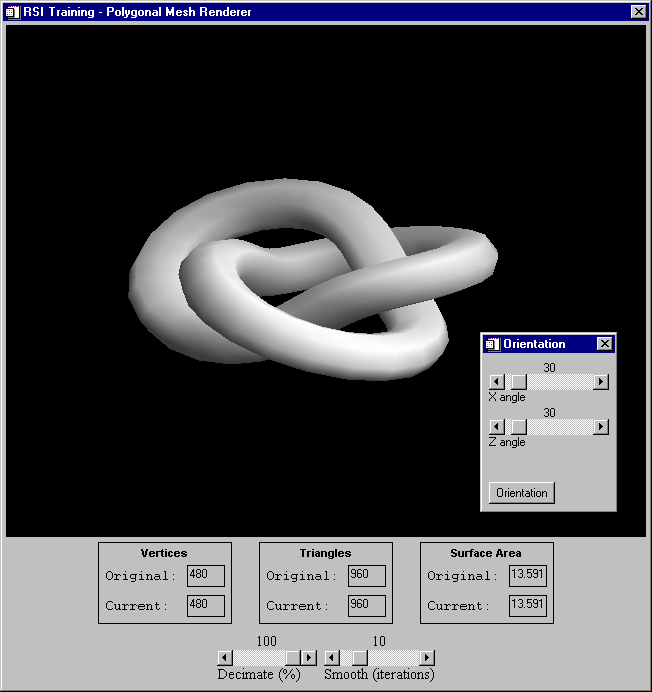 RSI Training - Polygonal Mesh Renderer
Orientation
30
X angle
30
Z angle
Orientation
Vertices Triangles Surface Area
Original: 480 Original: 960 Original: 13.591
Current: 480 Current: 960 Current: 13.591
100 10
Decimate (%) Smooth (iterations)